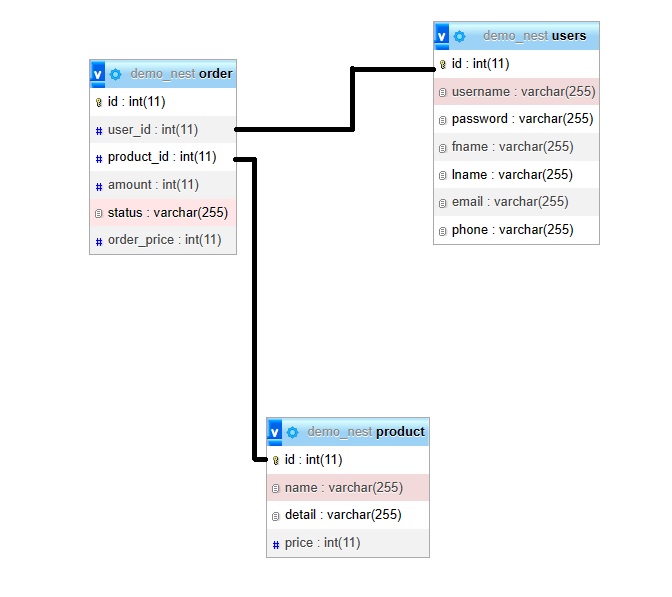 v demo_nest order
id : int(11)
# user_id : int(11)
# product_id : int(11)
# amount : int(11)
status : varchar(255)
# order_price : int(11)
v demo_nest users
id : int(11)
username : varchar(255)
password : varchar(255)
fname : varchar(255)
lname : varchar(255)
email : varchar(255)
phone : varchar(255)
v demo_nest product
id : int(11)
name : varchar(255)
detail : varchar(255)
# price : int(11)